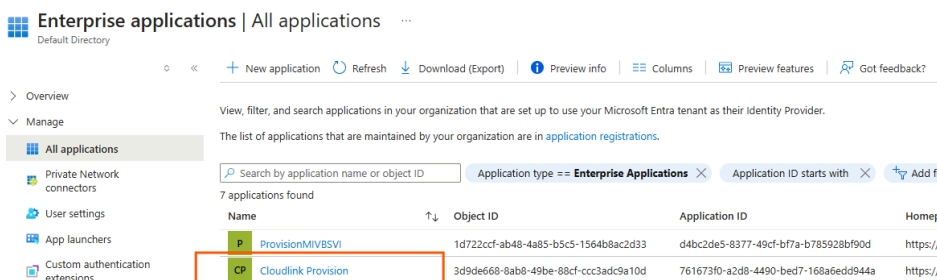 Enterprise applications | All applications ...
Default Directory
New application Refresh Download (Export) Preview info Columns Preview features Got feedback?
Overview
Manage
All applications
Private Network
connectors
User settings
App launchers
Custom authentication
extensions
View, filter, and search applications in your organization that are set up to use your Microsoft Entra tenant as their Identity Provider.
The list of applications that are maintained by your organization are in application registrations.
Search by application name or object ID
Application type == Enterprise Applications
Application ID starts with
Add f
7 applications found
Name Object ID Application ID Homep
P ProvisionMIVBSVI 1d722ccf-ab48-4a85-b5c5-1564b8ac2d33 d4bc2de5-8377-49cf-bf7a-b785928bf90d https:/
CP Cloudlink Provision 3d9de668-8ab8-49be-88cf-ccc3adc9a10d 761673f0-a2d8-4490-bed7-168a6edd944a https:/